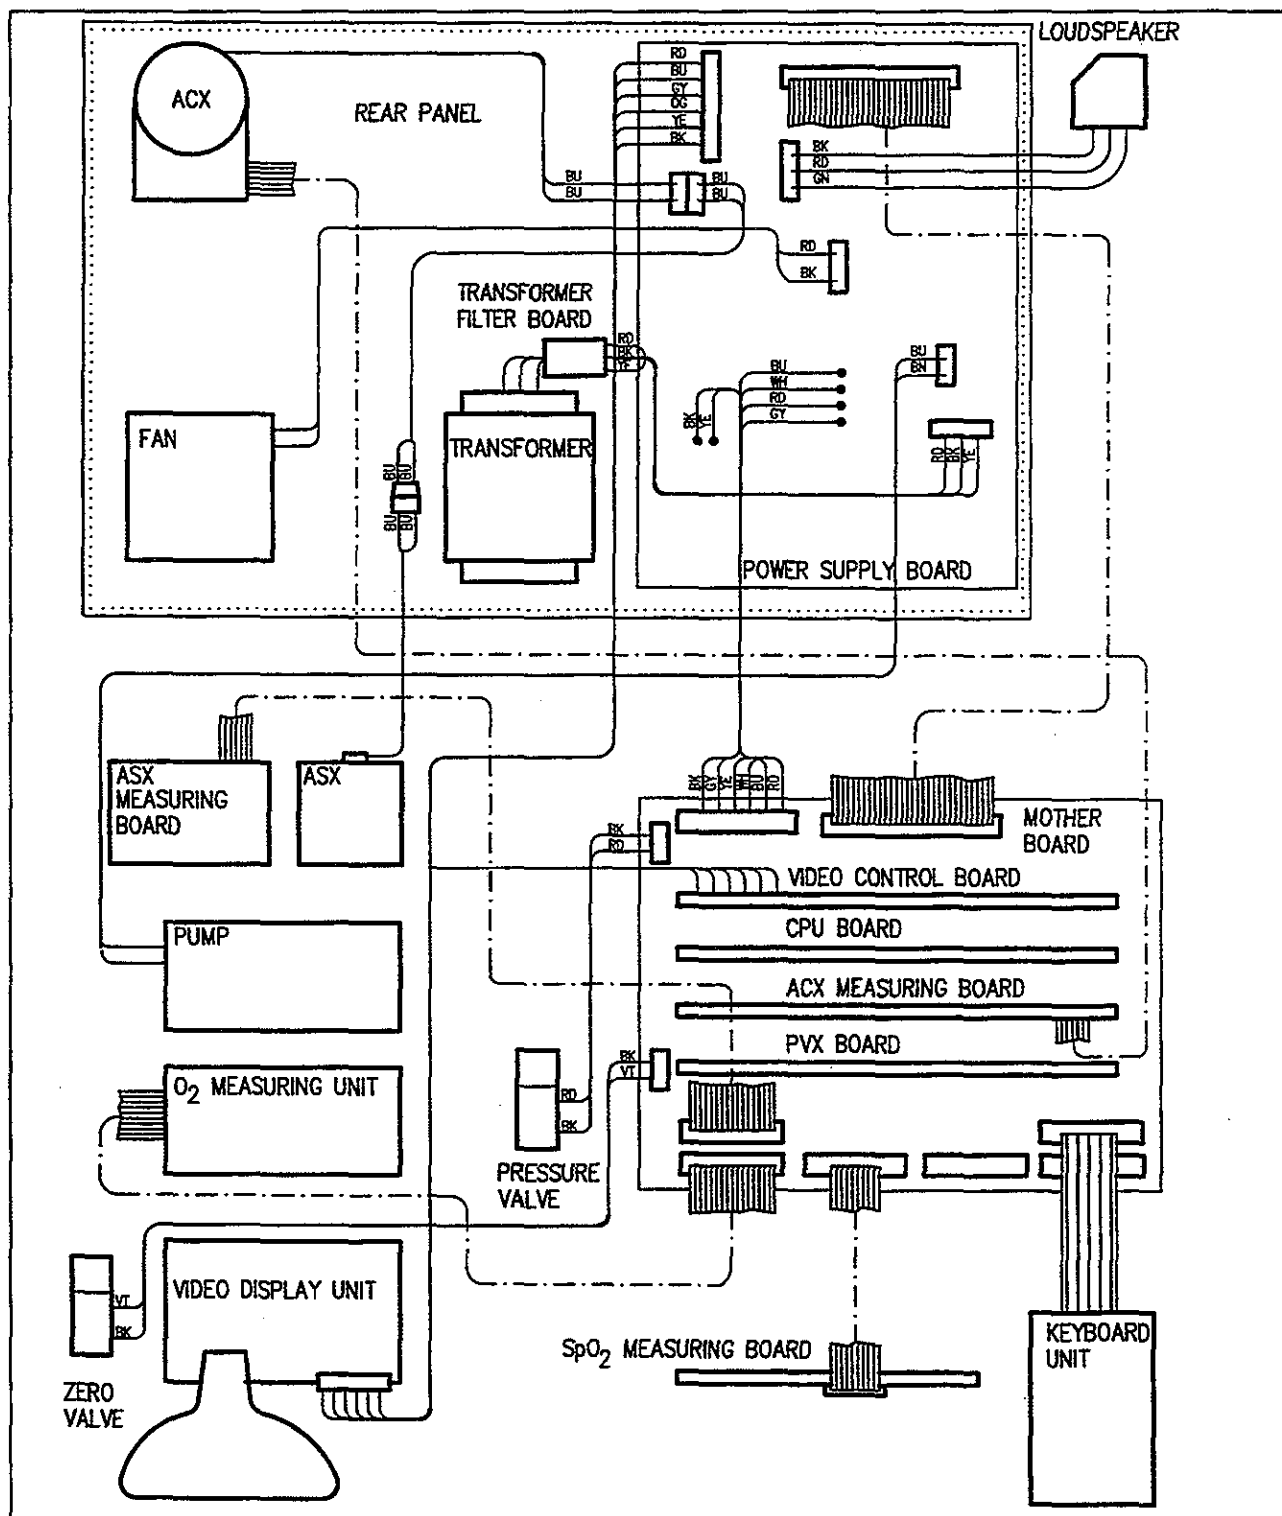 LOUDSPEAKER
RD
BU
GY
OG
YE
BK
ACX
REAR PANEL
BK
RD
GN
BU
BU
BU
BU
RD
BK
TRANSFORMER
FILTER BOARD
RD
BK
YE
BU
BN
BU
WH
RD
GY
BK
YE
FAN
TRANSFORMER
RD
BK
YE
BU
BU
BU
BU
POWER SUPPLY BOARD
ASX
MEASURING
BOARD
ASX
BK
GY
YE
WH
BU
RD
MOTHER
BOARD
BK
RD
VIDEO CONTROL BOARD
PUMP
CPU BOARD
ACX MEASURING BOARD
PVX BOARD
BK
VT
O2 MEASURING UNIT
RD
BK
PRESSURE
VALVE
VIDEO DISPLAY UNIT
VT
BK
KEYBOARD
UNIT
SpO2 MEASURING BOARD
ZERO
VALVE